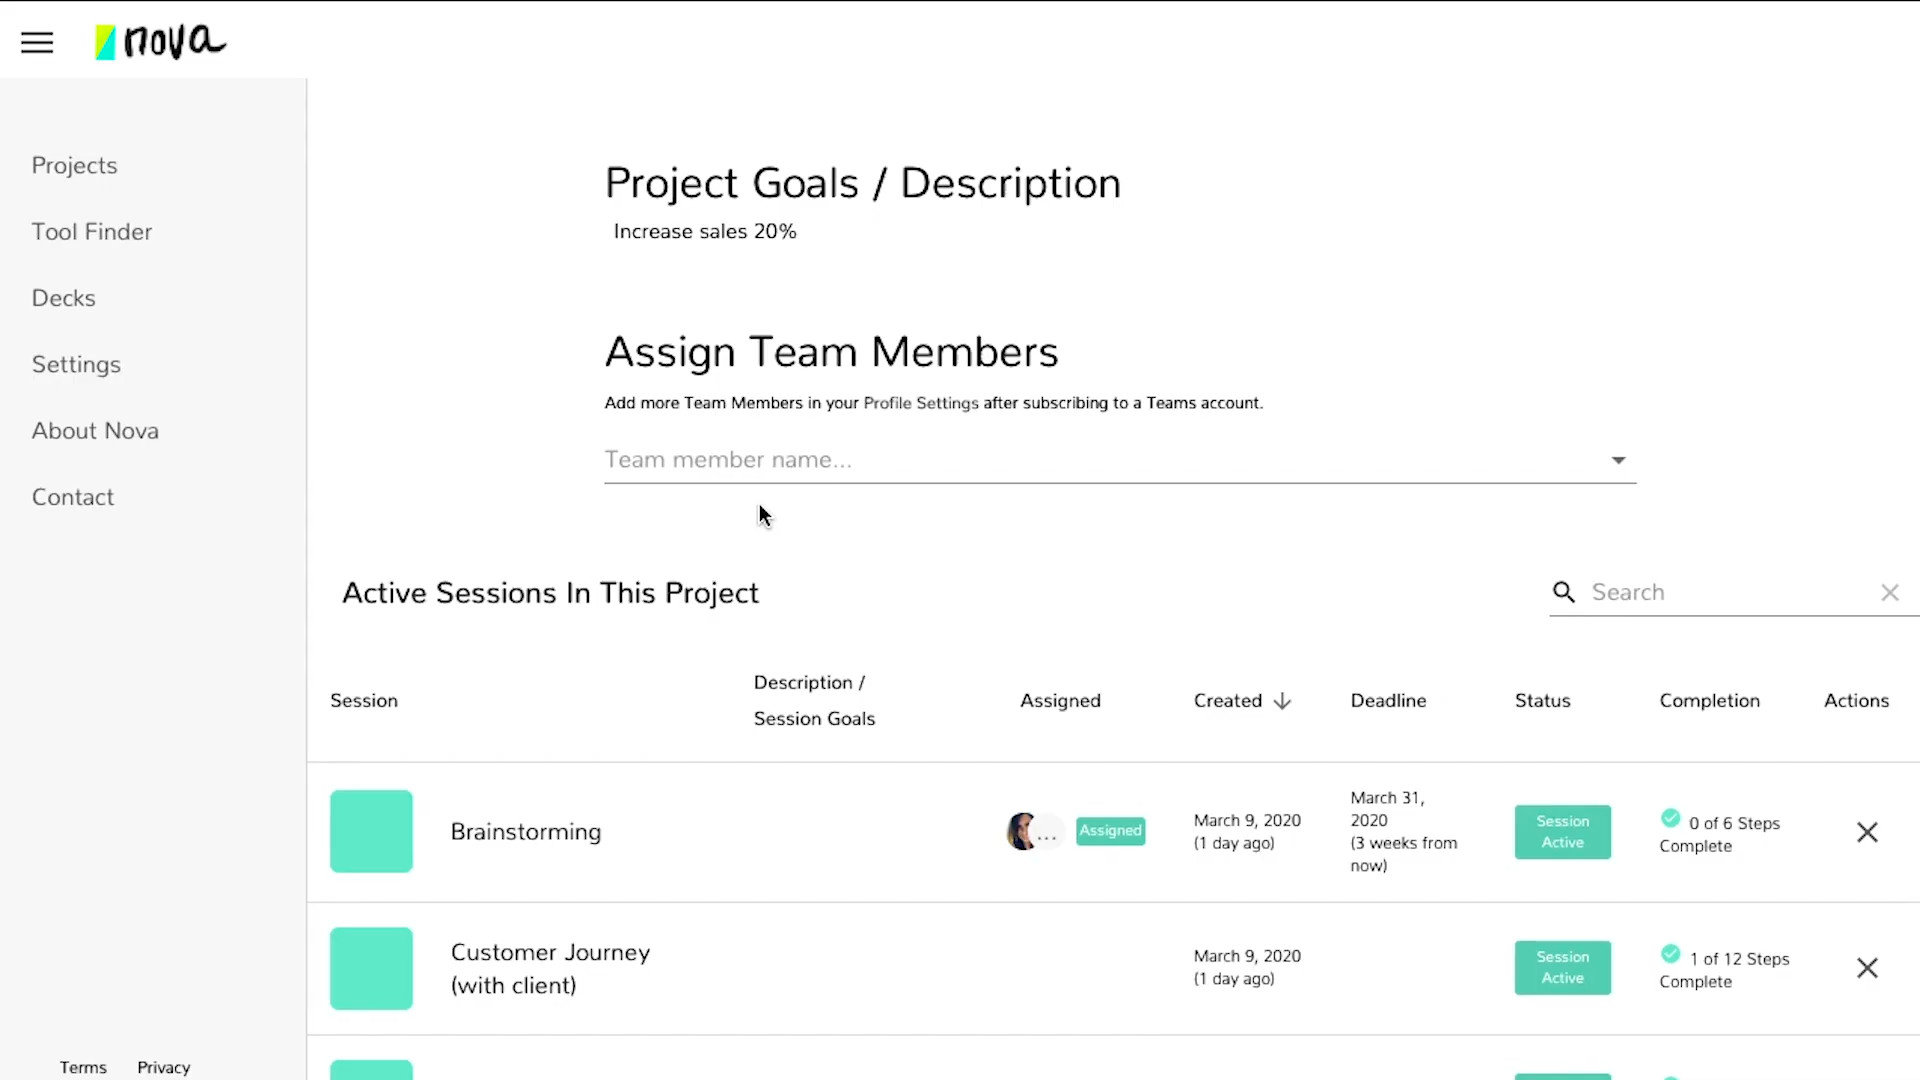 nova
Projects
Tool Finder
Decks
Settings
About Nova
Contact
Terms Privacy
Project Goals / Description
Increase sales 20%
Assign Team Members
Add more Team Members in your Profile Settings after subscribing to a Teams account.
Team member name...
Active Sessions In This Project
Search
Session
Description /
Session Goals
Assigned
Created
Deadline
Status
Completion
Actions
Brainstorming
...
Assigned
March 9, 2020
(1 day ago)
March 31,
2020
(3 weeks from
now)
Session
Active
0 of 6 Steps
Complete
Customer Journey
(with client)
March 9, 2020
(1 day ago)
Session
Active
1 of 12 Steps
Complete